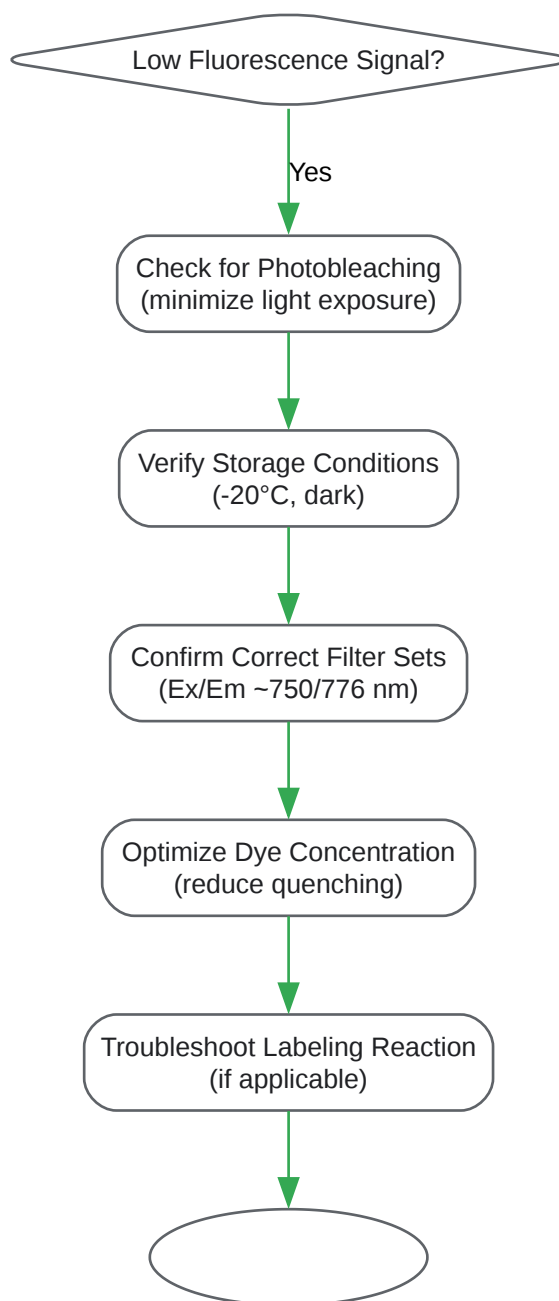 Low Fluorescence Signal?
Yes
Check for Photobleaching
(minimize light exposure)
Verify Storage Conditions
(-20°C, dark)
Confirm Correct Filter Sets
(Ex/Em ~750/776 nm)
Optimize Dye Concentration
(reduce quenching)
Troubleshoot Labeling Reaction
(if applicable)